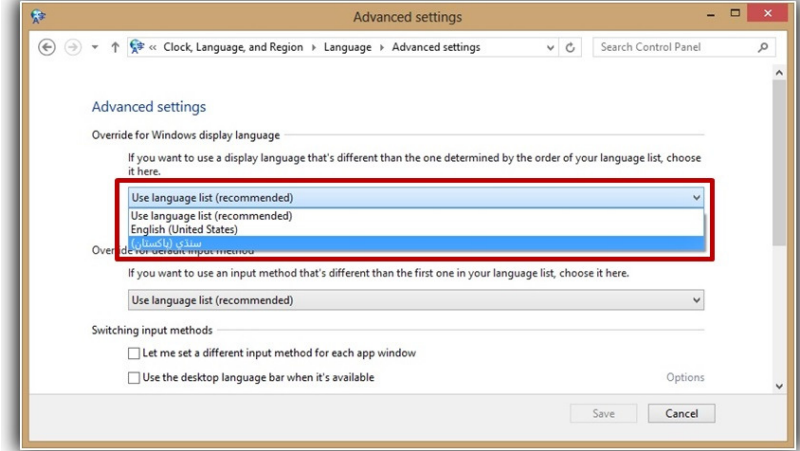 Advanced settings
« Clock, Language, and Region Language Advanced settings
Search Control Panel
Advanced settings
Override for Windows display language
If you want to use a display language that's different than the one determined by the order of your language list, choose
it here.
Use language list (recommended)
Use language list (recommended)
English (United States)
سنڌي (پاڪستان)
Override for default input method
If you want to use an input method that's different than the first one in your language list, choose it here.
Use language list (recommended)
Switching input methods
Let me set a different input method for each app window
Use the desktop language bar when it's available
Options
Save
Cancel